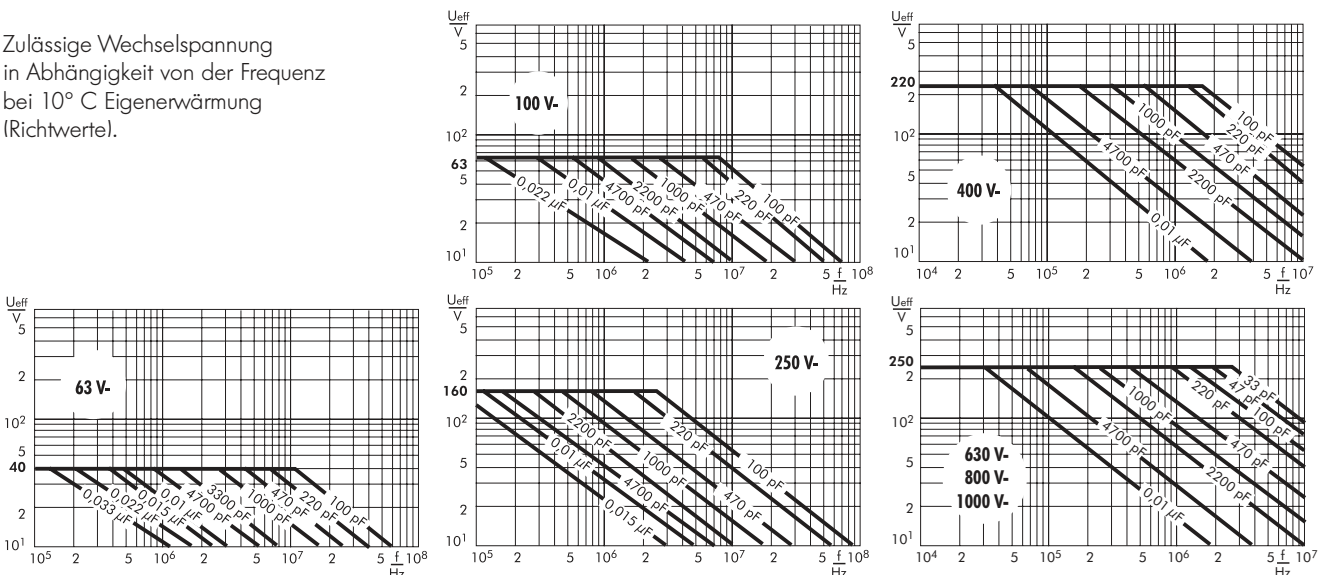 Zulässige Wechselspannung
in Abhängigkeit von der Frequenz
bei 10° C Eigenerwärmung
(Richtwerte).
Ueff
V
5
2
10²
63
5
2
10¹
100 V-
0,022 µF
0,01 µF
4700 pF
2200 pF
1000 pF
470 pF
220 pF
100 pF
10⁵ 2 5 10⁶ 2 5 10⁷ 2 5 f 10⁸
Hz
Ueff
V
5
220
2
10²
5
2
10¹
400 V-
0,01 µF
4700 pF
2200 pF
1000 pF
470 pF
220 pF
100 pF
10⁴ 2 5 10⁵ 2 5 10⁶ 2 5 f 10⁷
Hz
Ueff
V
5
2
10²
5
40
2
10¹
63 V-
0,033 µF
0,022 µF
0,015 µF
0,01 µF
4700 pF
3300 pF
1000 pF
470 pF
220 pF
100 pF
10⁵ 2 5 10⁶ 2 5 10⁷ 2 5 f 10⁸
Hz
Ueff
V
5
2
160
10²
5
2
10¹
250 V-
0,015 µF
0,01 µF
4700 pF
2200 pF
1000 pF
470 pF
220 pF
100 pF
10⁵ 2 5 10⁶ 2 5 10⁷ 2 5 f 10⁸
Hz
Ueff
V
5
250
2
10²
5
2
10¹
630 V-
800 V-
1000 V-
0,01 µF
4700 pF
2200 pF
1000 pF
470 pF
220 pF
100 pF
47 pF
33 pF
10⁴ 2 5 10⁵ 2 5 10⁶ 2 5 f 10⁷
Hz